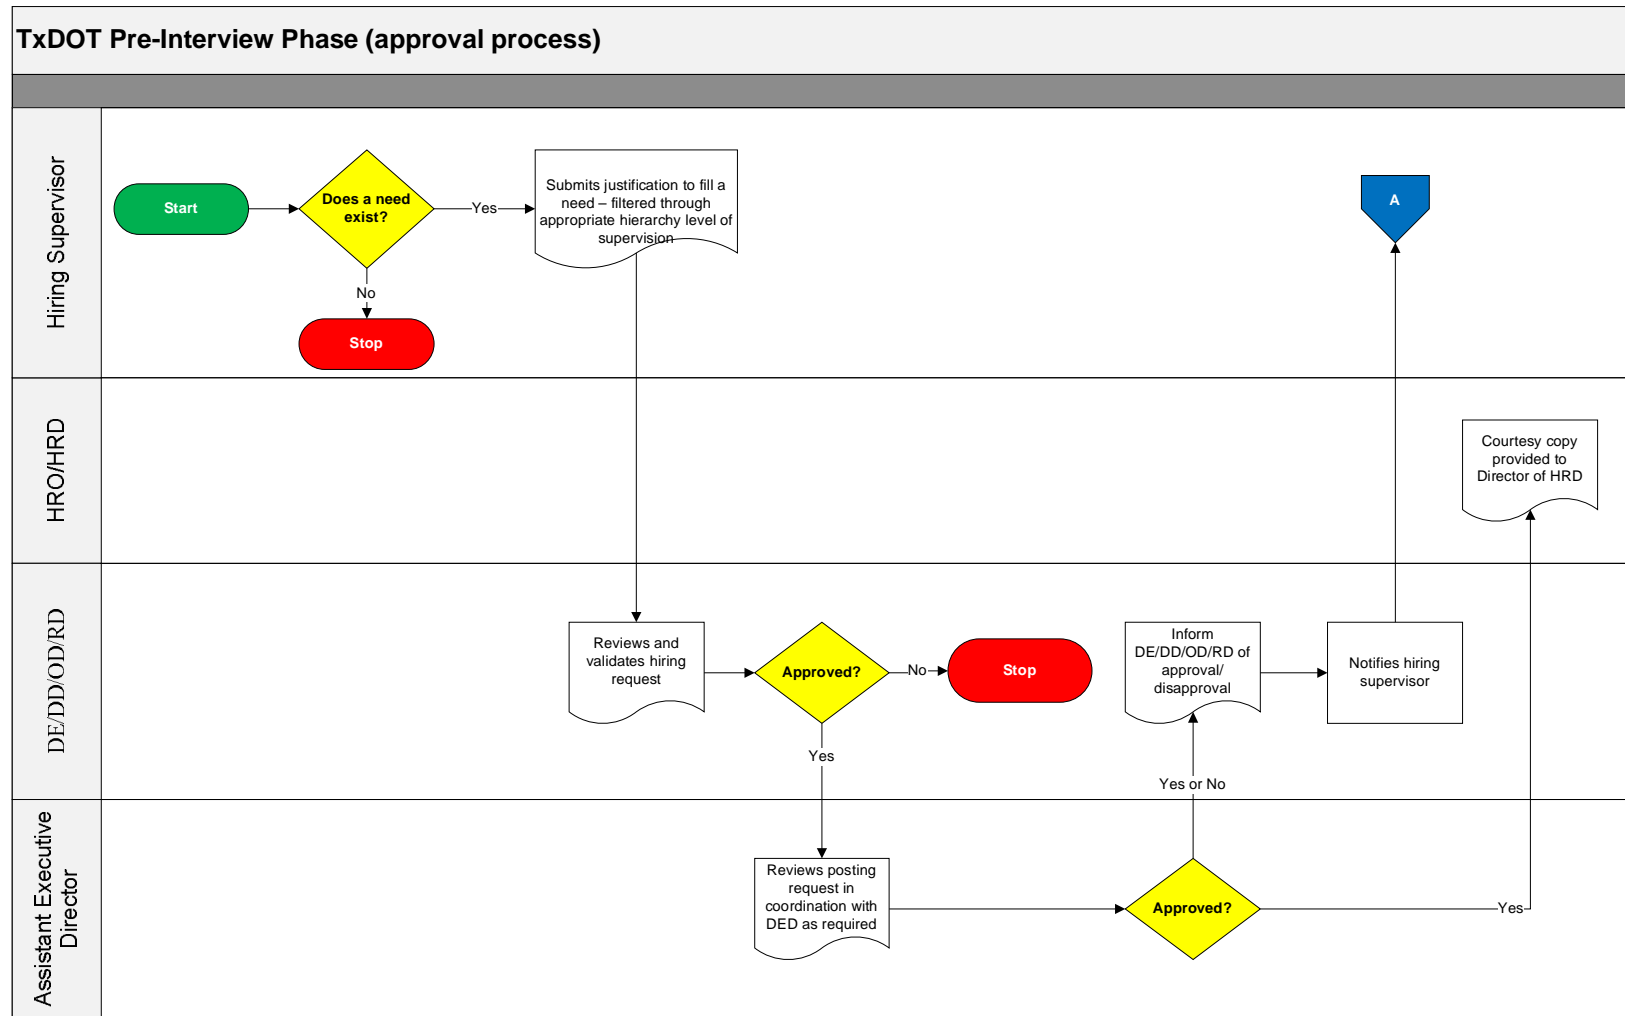 TxDOT Pre-Interview Phase (approval process)
Hiring Supervisor
Start
Does a need
exist?
Yes
No
Stop
Submits justification to fill a
need – filtered through
appropriate hierarchy level of
supervision
A
HRO/HRD
Courtesy copy
provided to
Director of HRD
DE/DD/OD/RD
Reviews and
validates hiring
request
Approved?
No
Stop
Yes
Inform
DE/DD/OD/RD of
approval/
disapproval
Notifies hiring
supervisor
Yes or No
Assistant Executive
Director
Reviews posting
request in
coordination with
DED as required
Approved?
Yes